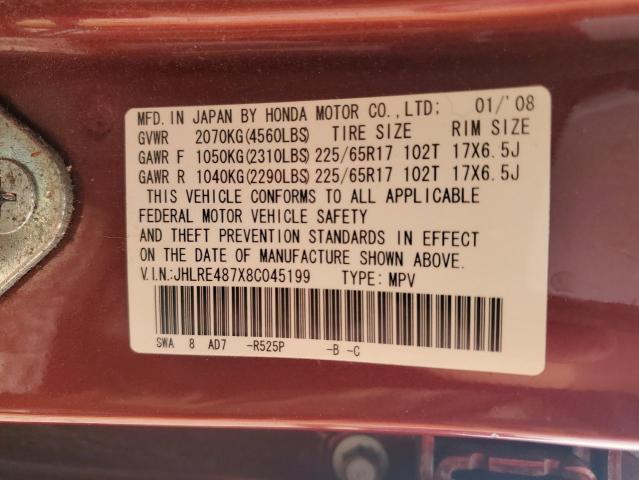 MFD. IN JAPAN BY HONDA MOTOR CO.,LTD; 01/'08
GVWR 2070KG(4560LBS) TIRE SIZE RIM SIZE
GAWR F 1050KG(2310LBS) 225/65R17 102T 17X6.5J
GAWR R 1040KG(2290LBS) 225/65R17 102T 17X6.5J
THIS VEHICLE CONFORMS TO ALL APPLICABLE
FEDERAL MOTOR VEHICLE SAFETY
AND THEFT PREVENTION STANDARDS IN EFFECT
ON THE DATE OF MANUFACTURE SHOWN ABOVE.
V.I.N:JHLRE487X8C045199 TYPE: MPV
SWA 8 AD7 -R525P -B -C